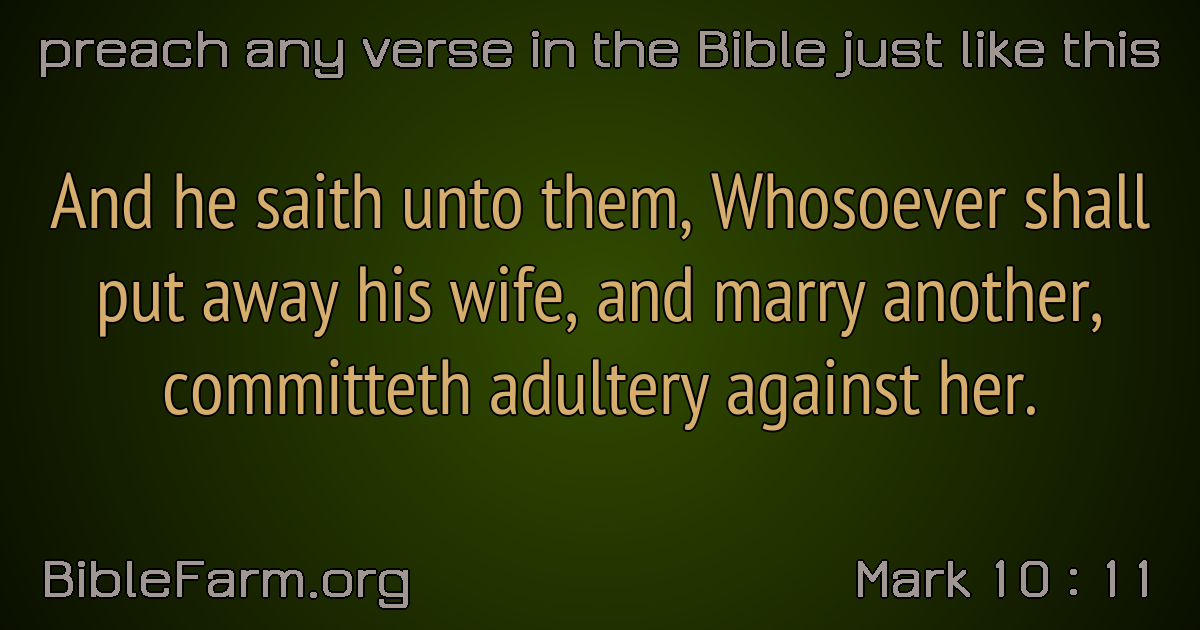 preach any verse in the Bible just like this
And he saith unto them, Whosoever shall
put away his wife, and marry another,
committeth adultery against her.
BibleFarm.org
Mark 10 : 11